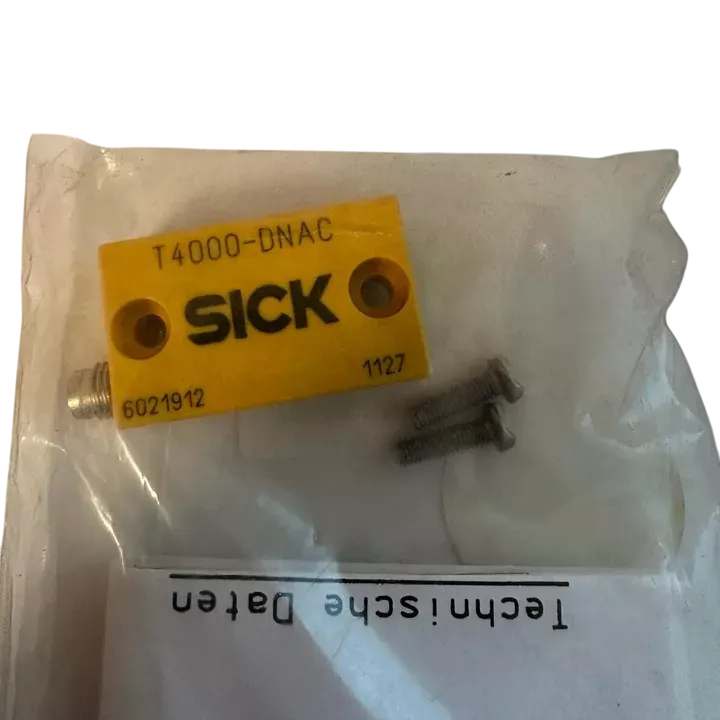 T4000-DNAC
SICK
1127
6021912
Technische Daten